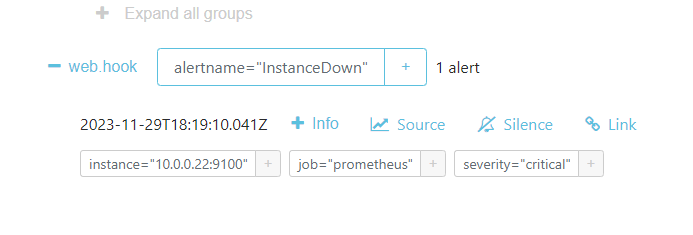 + Expand all groups
− web.hook alertname="InstanceDown" + 1 alert
2023-11-29T18:19:10.041Z + Info Source Silence Link
instance="10.0.0.22:9100" + job="prometheus" + severity="critical" +